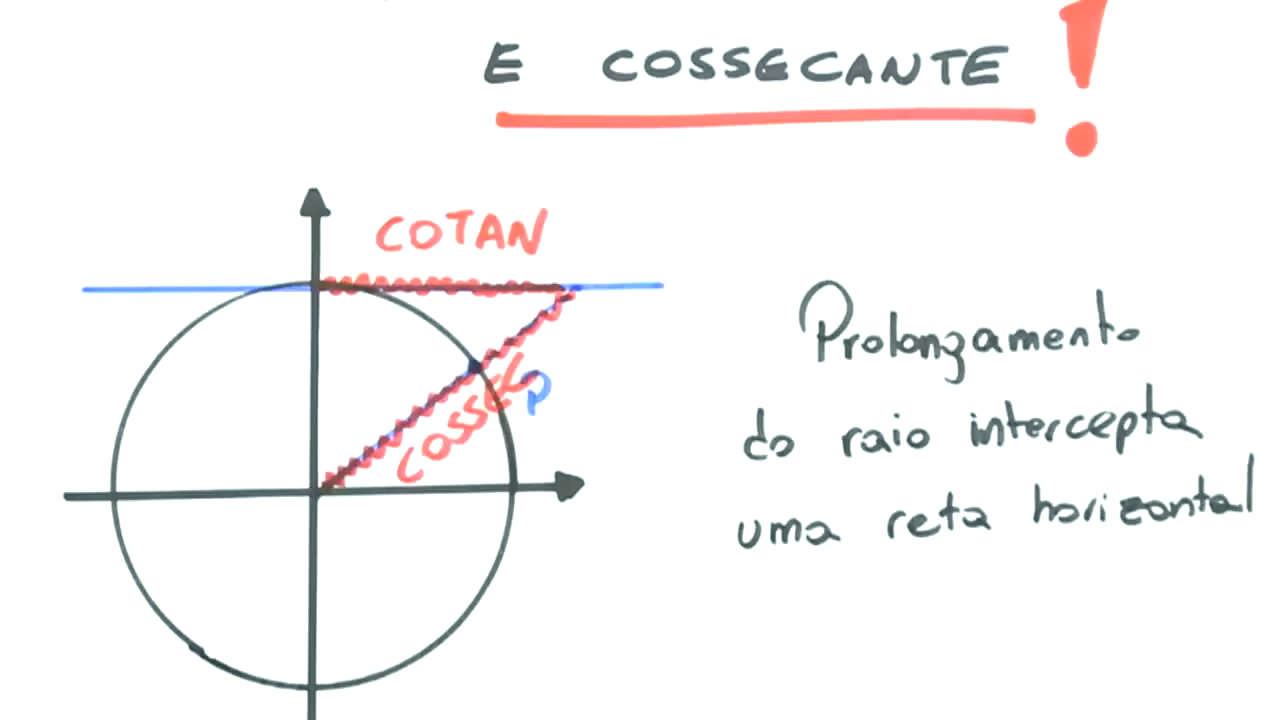 E COSSECANTE!
COTAN
COSSEC
P
Prolongamento
do raio intercepta
uma reta horizontal